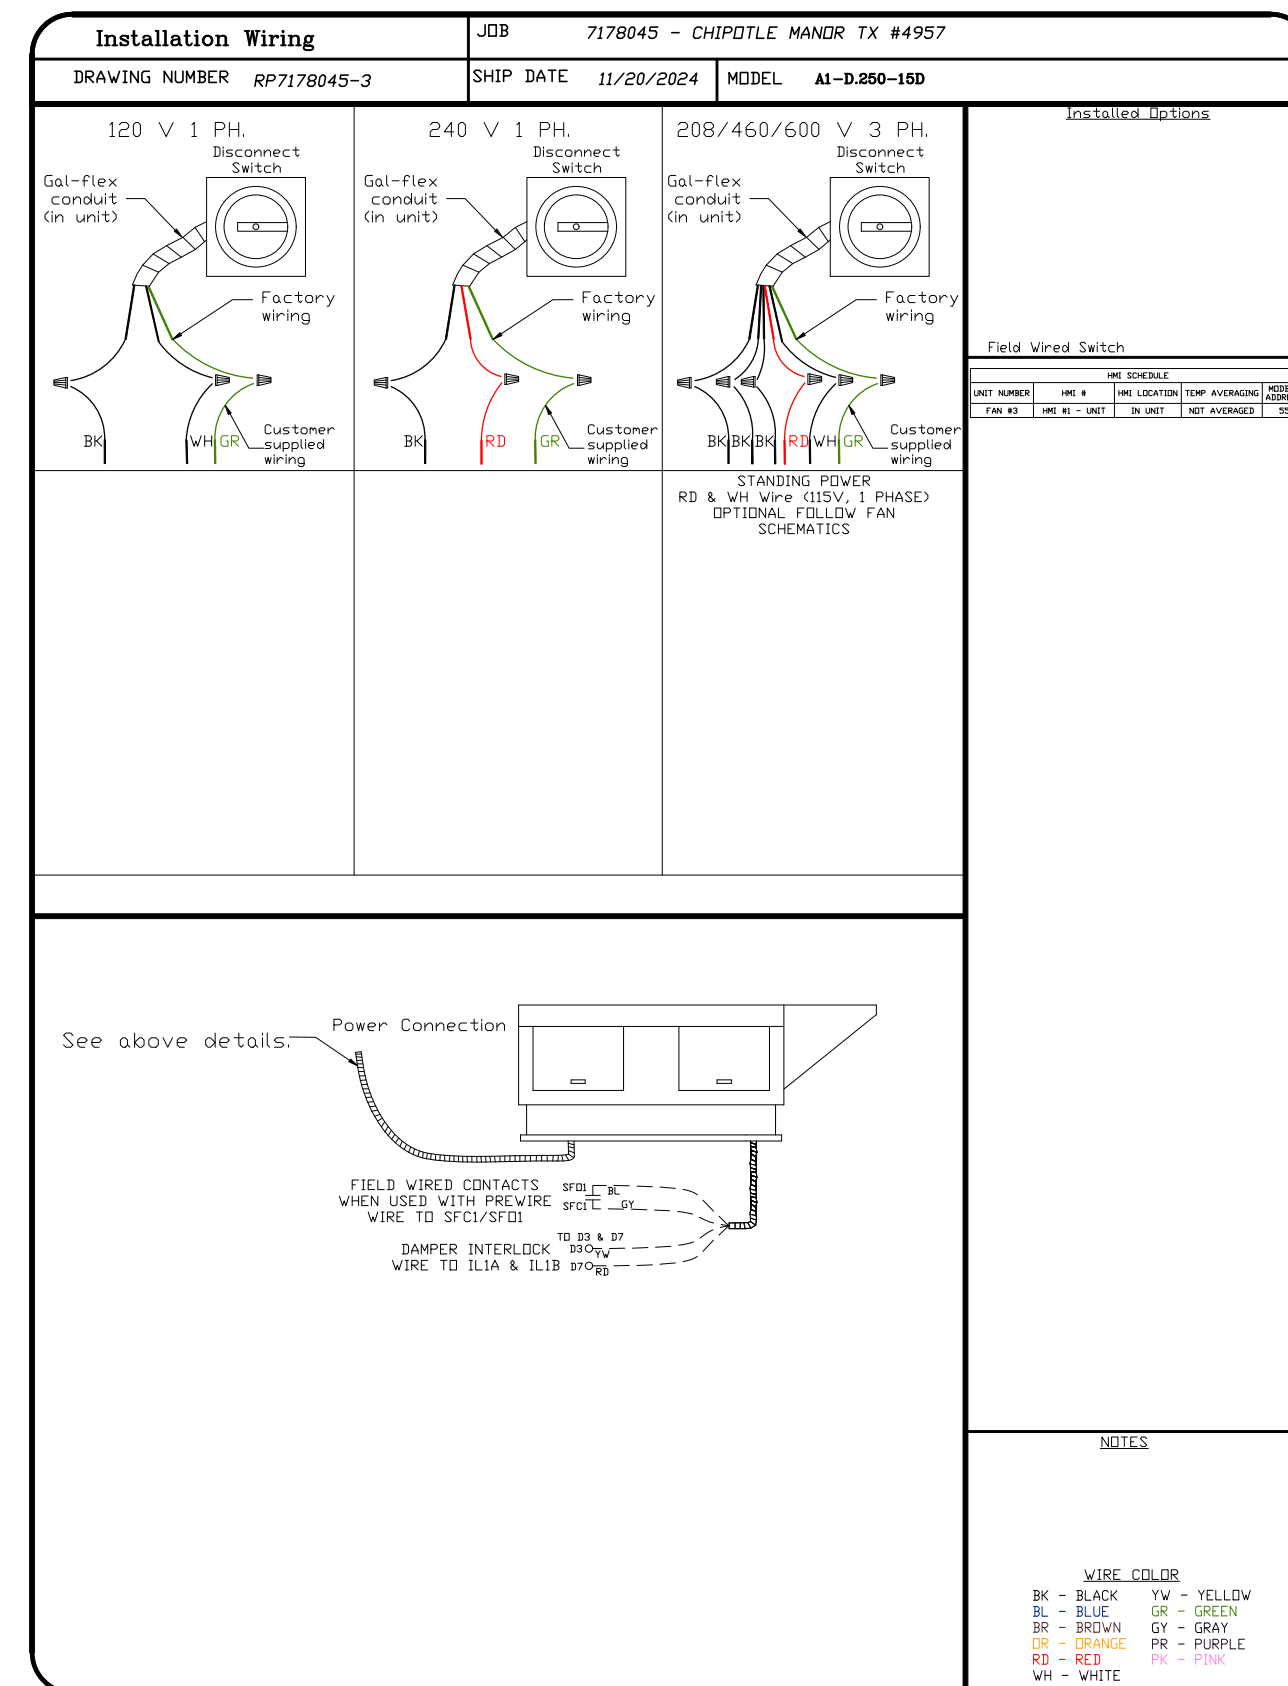 Installation Wiring
JOB 7178045 - CHIPOTLE MANOR TX #4957
DRAWING NUMBER RP7178045-3
SHIP DATE 11/20/2024
MODEL A1-D.250-15D
120 V 1 PH.
Disconnect
Switch
Gal-flex
conduit
(in unit)
Factory
wiring
BK
WH
GR
Customer
supplied
wiring
240 V 1 PH.
Disconnect
Switch
Gal-flex
conduit
(in unit)
Factory
wiring
BK
RD
GR
Customer
supplied
wiring
208/460/600 V 3 PH.
Disconnect
Switch
Gal-flex
conduit
(in unit)
Factory
wiring
BK
BK
BK
RD
WH
GR
Customer
supplied
wiring
STANDING POWER
RD & WH Wire (115V, 1 PHASE)
OPTIONAL FOLLOW FAN
SCHEMATICS
Installed Options
Field Wired Switch
HMI SCHEDULE
UNIT NUMBER HMI # HMI LOCATION TEMP AVERAGING
FAN #3 HMI #1 - UNIT IN UNIT NOT AVERAGED 55
See above details.
Power Connection
FIELD WIRED CONTACTS
WHEN USED WITH PREWIRE
WIRE TO SFC1/SFO1
SFO1 BL
SFC1 GY
TO D3 & D7
DAMPER INTERLOCK D3 YW
WIRE TO IL1A & IL1B D7 RD
NOTES
WIRE COLOR
BK - BLACK YW - YELLOW
BL - BLUE GR - GREEN
BR - BROWN GY - GRAY
OR - ORANGE PR - PURPLE
RD - RED PK - PINK
WH - WHITE